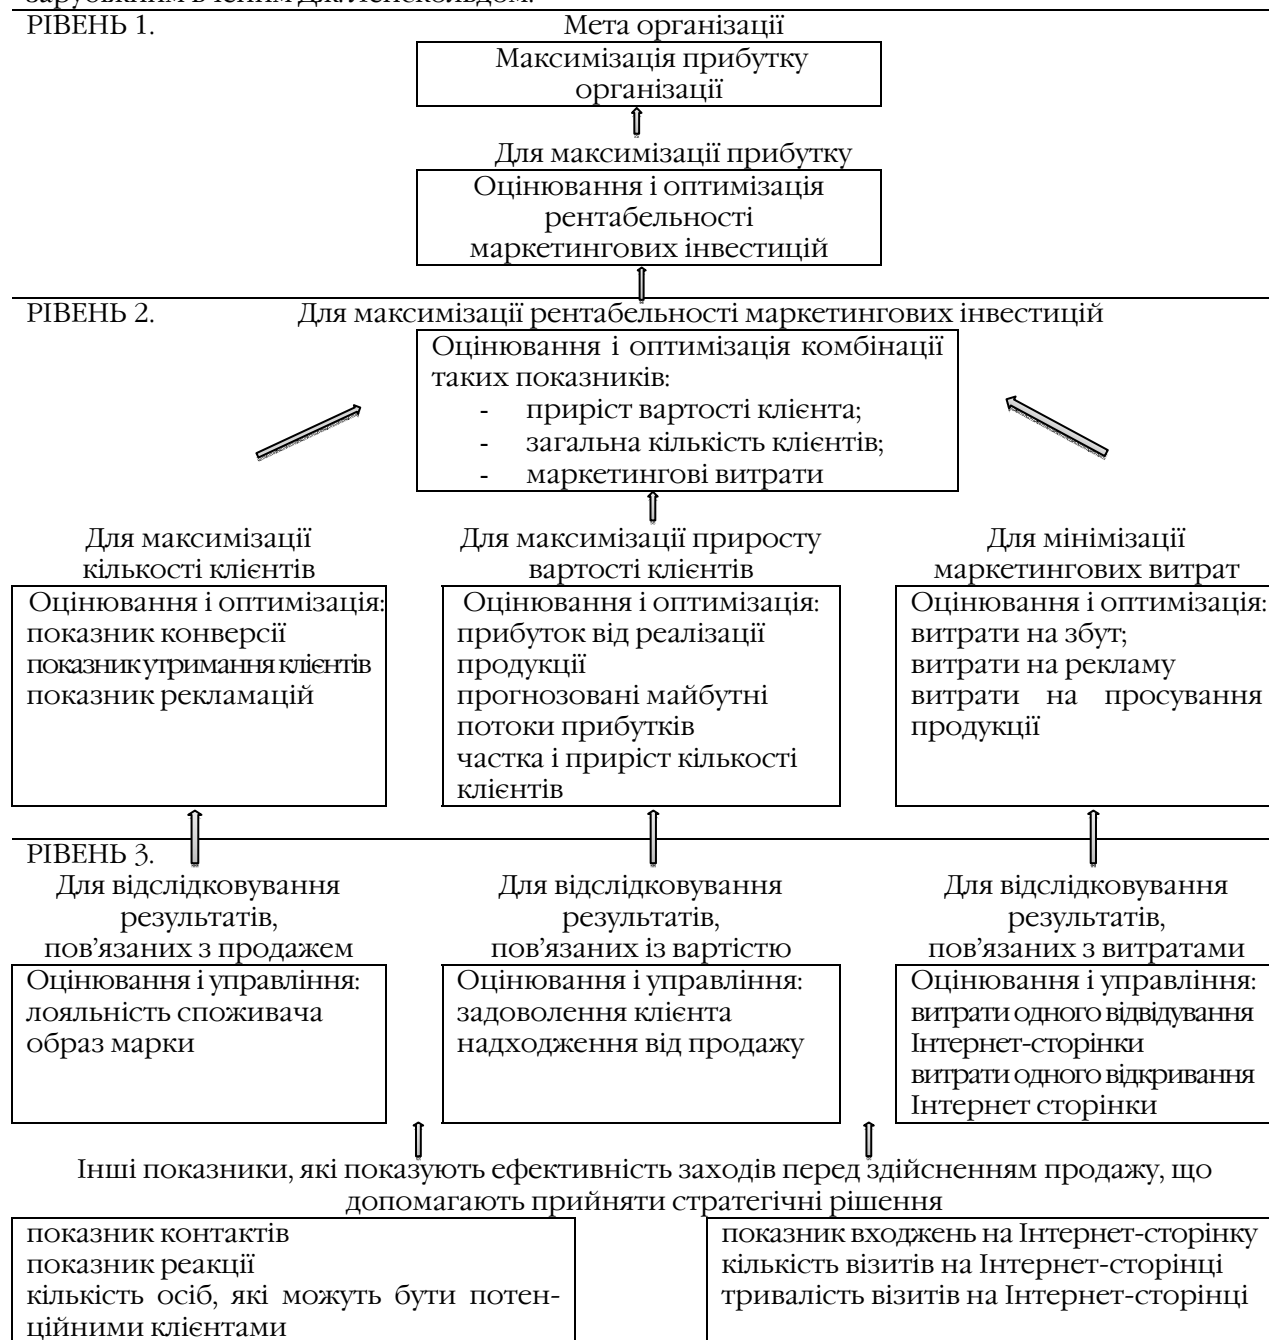 зарубіжним вченим Дж. Ленскольдом.
РІВЕНЬ 1.
Мета організації
Максимізація прибутку
організації
Для максимізації прибутку
Оцінювання і оптимізація
рентабельності
маркетингових інвестицій
РІВЕНЬ 2.
Для максимізації рентабельності маркетингових інвестицій
Оцінювання і оптимізація комбінації
таких показників:
- приріст вартості клієнта;
- загальна кількість клієнтів;
- маркетингові витрати
Для максимізації
кількості клієнтів
Оцінювання і оптимізація:
показник конверсії
показник утримання клієнтів
показник рекламацій
Для максимізації приросту
вартості клієнтів
Оцінювання і оптимізація:
прибуток від реалізації
продукції
прогнозовані майбутні
потоки прибутків
частка і приріст кількості
клієнтів
Для мінімізації
маркетингових витрат
Оцінювання і оптимізація:
витрати на збут;
витрати на рекламу
витрати на просування
продукції
РІВЕНЬ 3.
Для відслідковування
результатів,
пов’язаних з продажем
Оцінювання і управління:
лояльність споживача
образ марки
Для відслідковування
результатів,
пов’язаних із вартістю
Оцінювання і управління:
задоволення клієнта
надходження від продажу
Для відслідковування
результатів,
пов’язаних з витратами
Оцінювання і управління:
витрати одного відвідування
Інтернет-сторінки
витрати одного відкривання
Інтернет сторінки
Інші показники, які показують ефективність заходів перед здійсненням продажу, що
допомагають прийняти стратегічні рішення
показник контактів
показник реакції
кількість осіб, які можуть бути потен-
ційними клієнтами
показник входжень на Інтернет-сторінку
кількість візитів на Інтернет-сторінці
тривалість візитів на Інтернет-сторінці